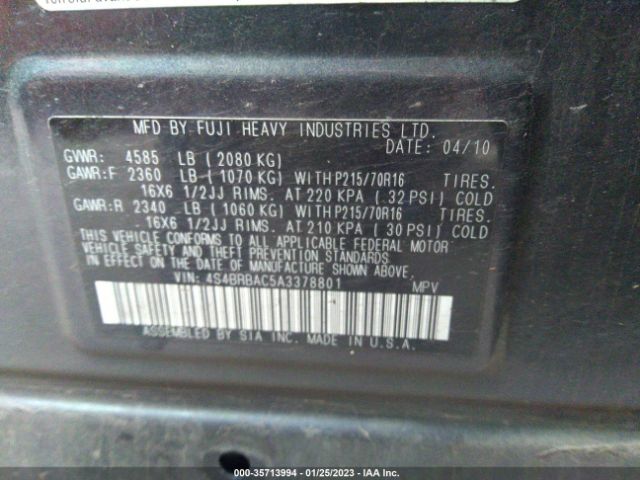 MFD BY FUJI HEAVY INDUSTRIES LTD.
DATE: 04/10
GVWR: 4585 LB (2080 KG)
GAWR:F 2360 LB (1070 KG) WITH P215/70R16 TIRES.
16X6 1/2JJ RIMS. AT 220 KPA (32 PSI) COLD
GAWR:R 2340 LB (1060 KG) WITH P215/70R16 TIRES.
16X6 1/2JJ RIMS. AT 210 KPA (30 PSI) COLD
THIS VEHICLE CONFORMS TO ALL APPLICABLE FEDERAL MOTOR
VEHICLE SAFETY AND THEFT PREVENTION STANDARDS
IN EFFECT ON THE DATE OF MANUFACTURE SHOWN ABOVE.
VIN: 4S4BRBAC5A3378801 MPV
ASSEMBLED BY SIA INC. MADE IN U.S.A.
000-35713994 - 01/25/2023 - IAA Inc.